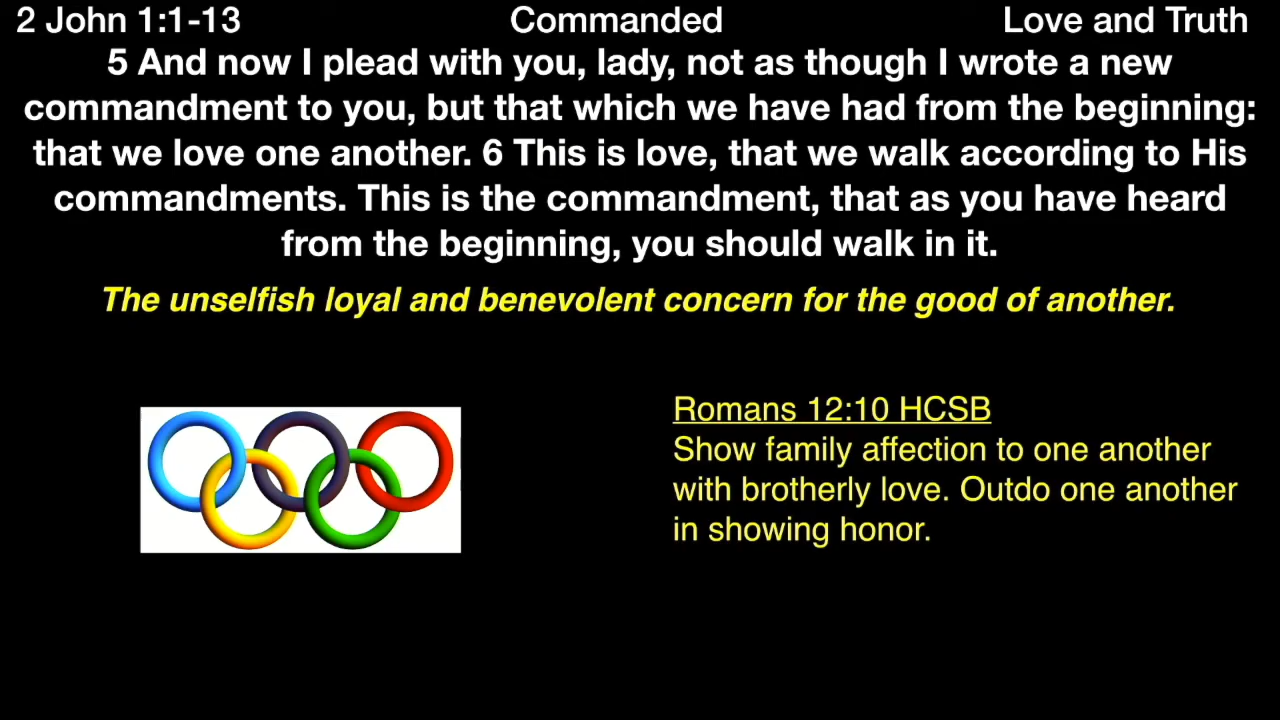 2 John 1:1-13 Commanded Love and Truth
5 And now I plead with you, lady, not as though I wrote a new
commandment to you, but that which we have had from the beginning:
that we love one another. 6 This is love, that we walk according to His
commandments. This is the commandment, that as you have heard
from the beginning, you should walk in it.
The unselfish loyal and benevolent concern for the good of another.
Romans 12:10 HCSB
Show family affection to one another
with brotherly love. Outdo one another
in showing honor.